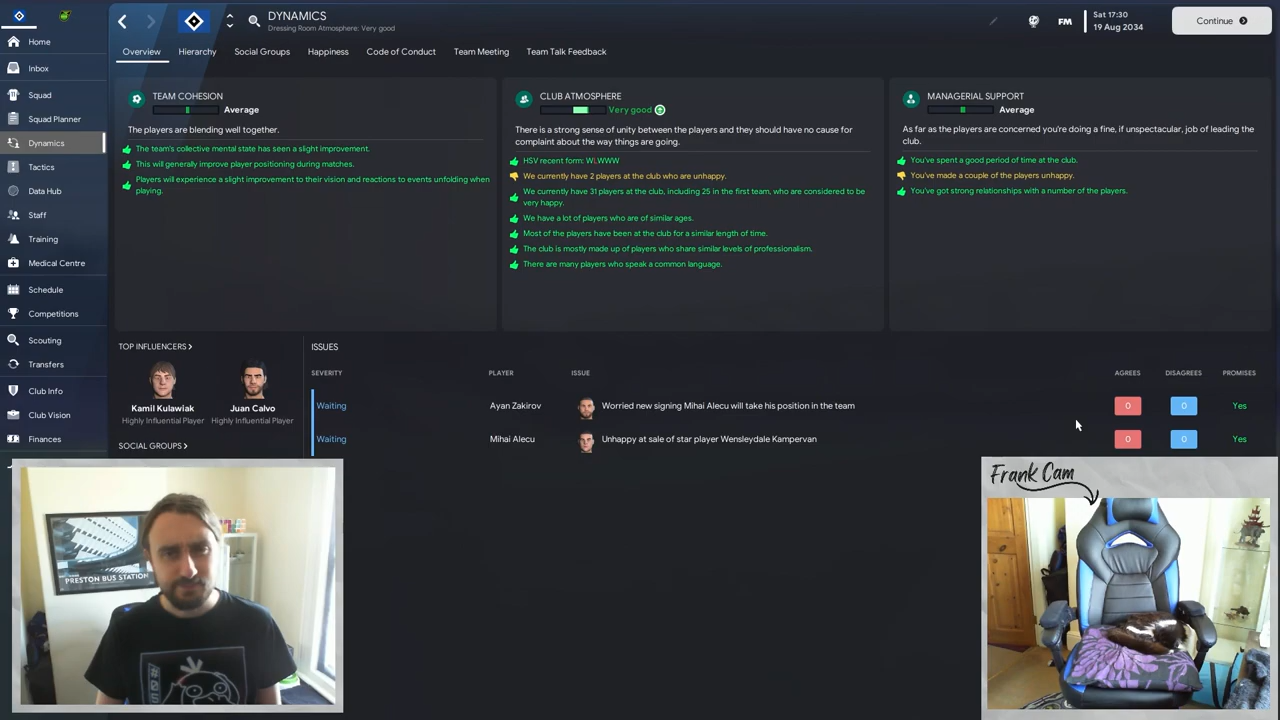 DYNAMICS
Dressing Room Atmosphere: Very good
FM
Sat 17:30
19 Aug 2034
Continue
Home
Inbox
Squad
Squad Planner
Dynamics
Tactics
Data Hub
Staff
Training
Medical Centre
Schedule
Competitions
Scouting
Transfers
Club Info
Club Vision
Finances
Overview
Hierarchy
Social Groups
Happiness
Code of Conduct
Team Meeting
Team Talk Feedback
TEAM COHESION
Average
The players are blending well together.
The team's collective mental state has seen a slight improvement.
This will generally improve player positioning during matches.
Players will experience a slight improvement to their vision and reactions to events unfolding when
playing.
CLUB ATMOSPHERE
Very good
There is a strong sense of unity between the players and they should have no cause for
complaint about the way things are going.
HSV recent form: WLWWW
We currently have 2 players at the club who are unhappy.
We currently have 31 players at the club, including 25 in the first team, who are considered to be
very happy.
We have a lot of players who are of similar ages.
Most of the players have been at the club for a similar length of time.
The club is mostly made up of players who share similar levels of professionalism.
There are many players who speak a common language.
MANAGERIAL SUPPORT
Average
As far as the players are concerned you're doing a fine, if unspectacular, job of leading the
club.
You've spent a good period of time at the club.
You've made a couple of the players unhappy.
You've got strong relationships with a number of the players.
TOP INFLUENCERS >
Kamil Kulawiak
Highly Influential Player
Juan Calvo
Highly Influential Player
SOCIAL GROUPS >
ISSUES
SEVERITY PLAYER ISSUE AGREES DISAGREES PROMISES
Waiting Ayan Zakirov Worried new signing Mihai Alecu will take his position in the team 0 0 Yes
Waiting Mihai Alecu Unhappy at sale of star player Wensleydale Kampervan 0 0 Yes
PRESTON BUS STATION
Frank Cam